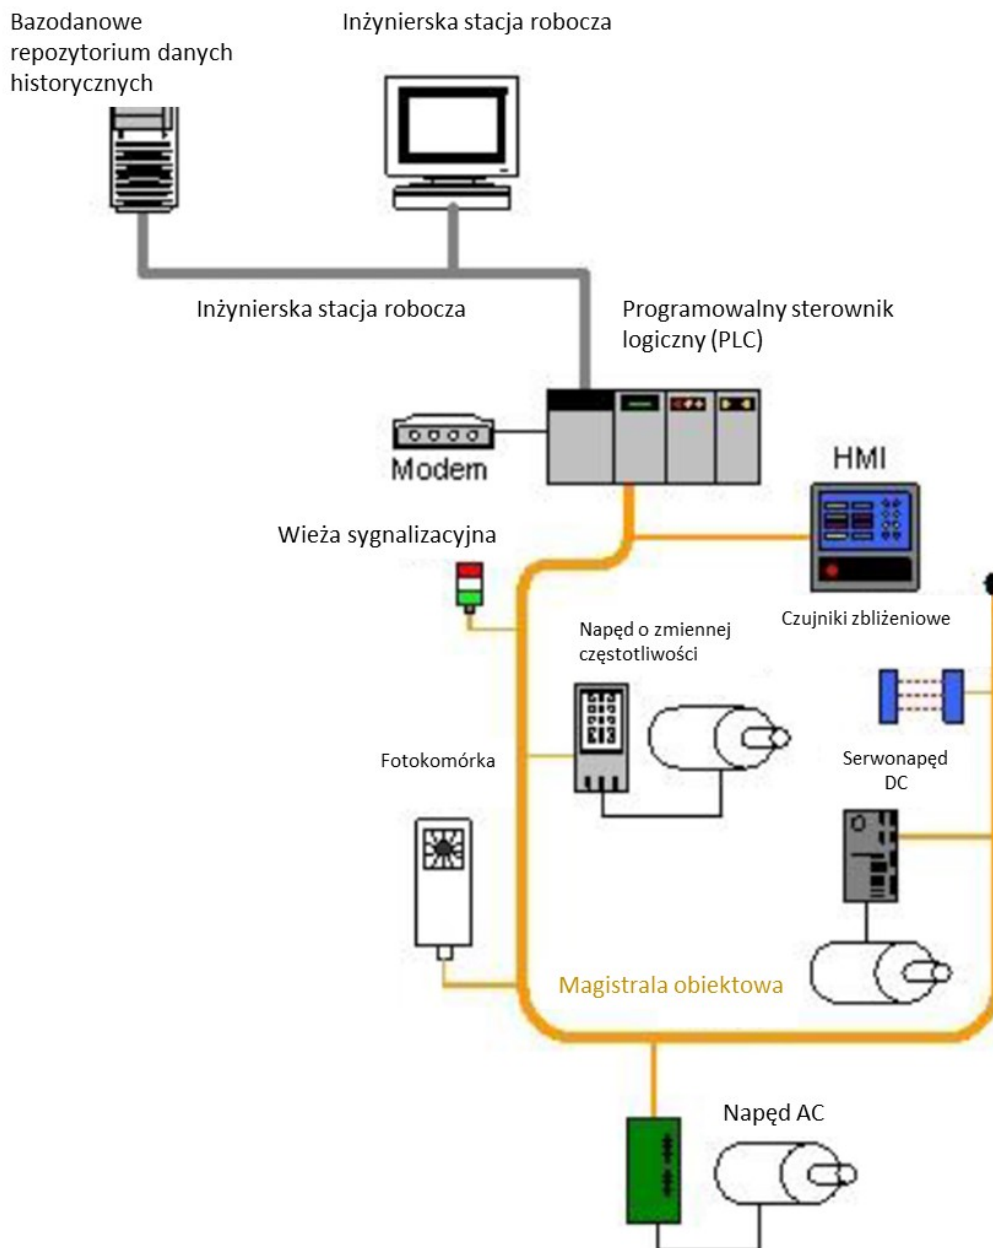 Bazodanowe
repozytorium danych
historycznych
Inżynierska stacja robocza
Inżynierska stacja robocza
Programowalny sterownik
logiczny (PLC)
Modem
HMI
Wieża sygnalizacyjna
Czujniki zbliżeniowe
Napęd o zmiennej
częstotliwości
Fotokomórka
Serwonapęd
DC
Magistrala obiektowa
Napęd AC